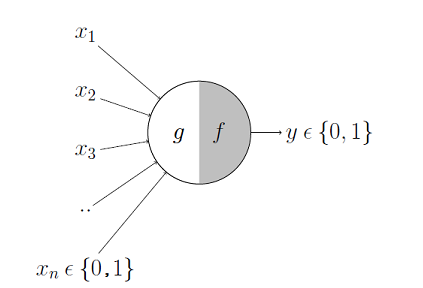 x₁
x₂
x₃
..
xₙ ϵ {0,1}
g f
y ϵ {0,1}